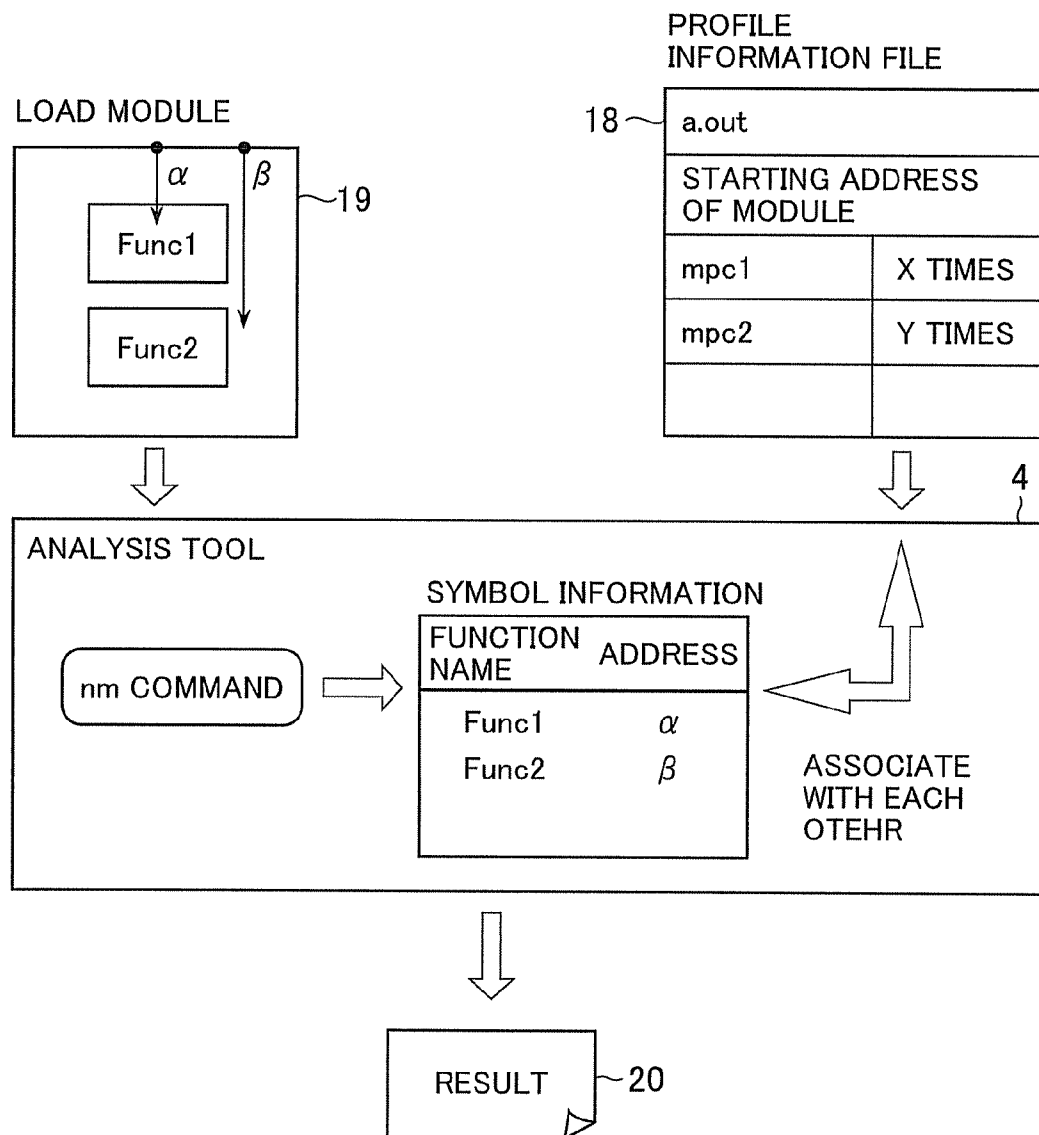 PROFILE
INFORMATION FILE
LOAD MODULE
18
a.out
STARTING ADDRESS
OF MODULE
mpc1 X TIMES
mpc2 Y TIMES
α β
19
Func1
Func2
4
ANALYSIS TOOL
SYMBOL INFORMATION
FUNCTION
NAME ADDRESS
nm COMMAND
Func1 α
Func2 β
ASSOCIATE
WITH EACH
OTEHR
RESULT
20